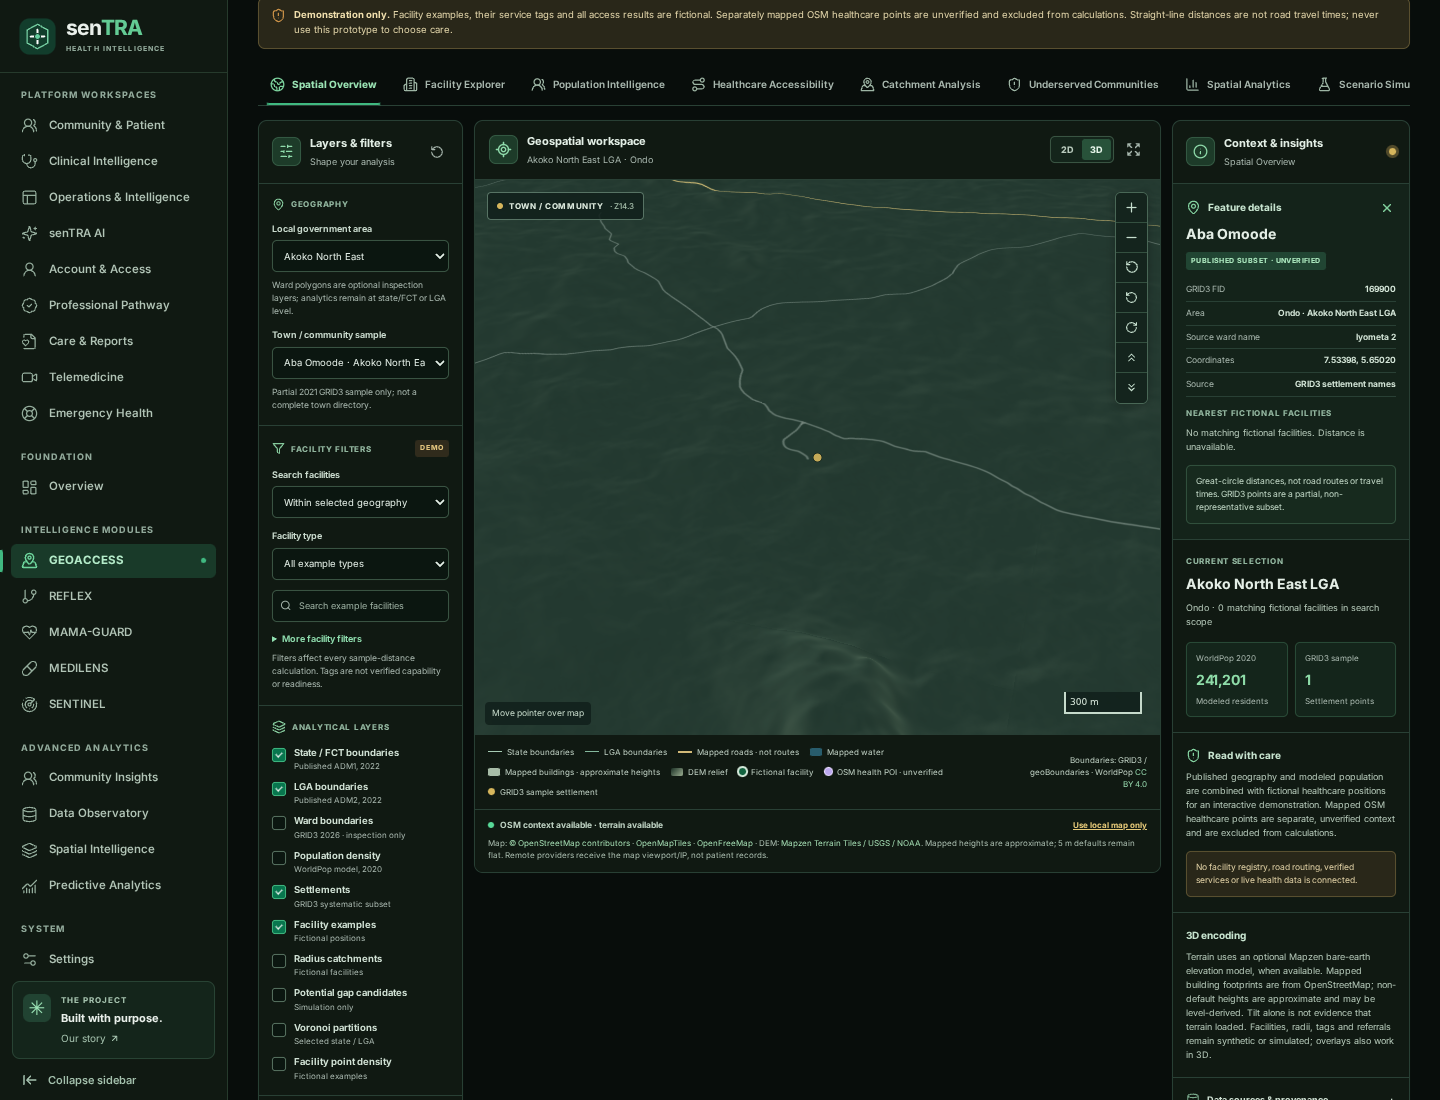 senTRA
HEALTH INTELLIGENCE
PLATFORM WORKSPACES
Community & Patient
Clinical Intelligence
Operations & Intelligence
senTRA AI
Account & Access
Professional Pathway
Care & Reports
Telemedicine
Emergency Health
FOUNDATION
Overview
INTELLIGENCE MODULES
GEOACCESS
REFLEX
MAMA-GUARD
MEDILENS
SENTINEL
ADVANCED ANALYTICS
Community Insights
Data Observatory
Spatial Intelligence
Predictive Analytics
SYSTEM
Settings
THE PROJECT
Built with purpose.
Our story ↗
Collapse sidebar
Demonstration only. Facility examples, their service tags and all access results are fictional. Separately mapped OSM healthcare points are unverified and excluded from calculations. Straight-line distances are not road travel times; never
use this prototype to choose care.
Spatial Overview
Facility Explorer
Population Intelligence
Healthcare Accessibility
Catchment Analysis
Underserved Communities
Spatial Analytics
Scenario Simu
Layers & filters
Shape your analysis
GEOGRAPHY
Local government area
Akoko North East
Ward polygons are optional inspection
layers; analytics remain at state/FCT or LGA
level.
Town / community sample
Aba Omoode · Akoko North Ea
Partial 2021 GRID3 sample only; not a
complete town directory.
FACILITY FILTERS
DEMO
Search facilities
Within selected geography
Facility type
All example types
Search example facilities
More facility filters
Filters affect every sample-distance
calculation. Tags are not verified capability
or readiness.
ANALYTICAL LAYERS
State / FCT boundaries
Published ADM1, 2022
LGA boundaries
Published ADM2, 2022
Ward boundaries
GRID3 2026 · inspection only
Population density
WorldPop model, 2020
Settlements
GRID3 systematic subset
Facility examples
Fictional positions
Radius catchments
Fictional facilities
Potential gap candidates
Simulation only
Voronoi partitions
Selected state / LGA
Facility point density
Fictional examples
Geospatial workspace
Akoko North East LGA · Ondo
2D
3D
TOWN / COMMUNITY · Z14.3
Move pointer over map
300 m
State boundaries
LGA boundaries
Mapped roads · not routes
Mapped water
Mapped buildings · approximate heights
DEM relief
Fictional facility
OSM health POI · unverified
GRID3 sample settlement
Boundaries: GRID3 /
geoBoundaries · WorldPop CC
BY 4.0
OSM context available · terrain available
Use local map only
Map: © OpenStreetMap contributors · OpenMapTiles · OpenFreeMap · DEM: Mapzen Terrain Tiles / USGS / NOAA. Mapped heights are approximate; 5 m defaults remain
flat. Remote providers receive the map viewport/IP, not patient records.
Context & insights
Spatial Overview
Feature details
Aba Omoode
PUBLISHED SUBSET · UNVERIFIED
GRID3 FID 169900
Area Ondo · Akoko North East LGA
Source ward name Iyometa 2
Coordinates 7.53398, 5.65020
Source GRID3 settlement names
NEAREST FICTIONAL FACILITIES
No matching fictional facilities. Distance is
unavailable.
Great-circle distances, not road routes or travel
times. GRID3 points are a partial, non-
representative subset.
CURRENT SELECTION
Akoko North East LGA
Ondo · 0 matching fictional facilities in search
scope
WorldPop 2020
241,201
Modeled residents
GRID3 sample
1
Settlement points
Read with care
Published geography and modeled population
are combined with fictional healthcare positions
for an interactive demonstration. Mapped OSM
healthcare points are separate, unverified context
and are excluded from calculations.
No facility registry, road routing, verified
services or live health data is connected.
3D encoding
Terrain uses an optional Mapzen bare-earth
elevation model, when available. Mapped
building footprints are from OpenStreetMap; non-
default heights are approximate and may be
level-derived. Tilt alone is not evidence that
terrain loaded. Facilities, radii, tags and referrals
remain synthetic or simulated; overlays also work
in 3D.
Data sources & provenance